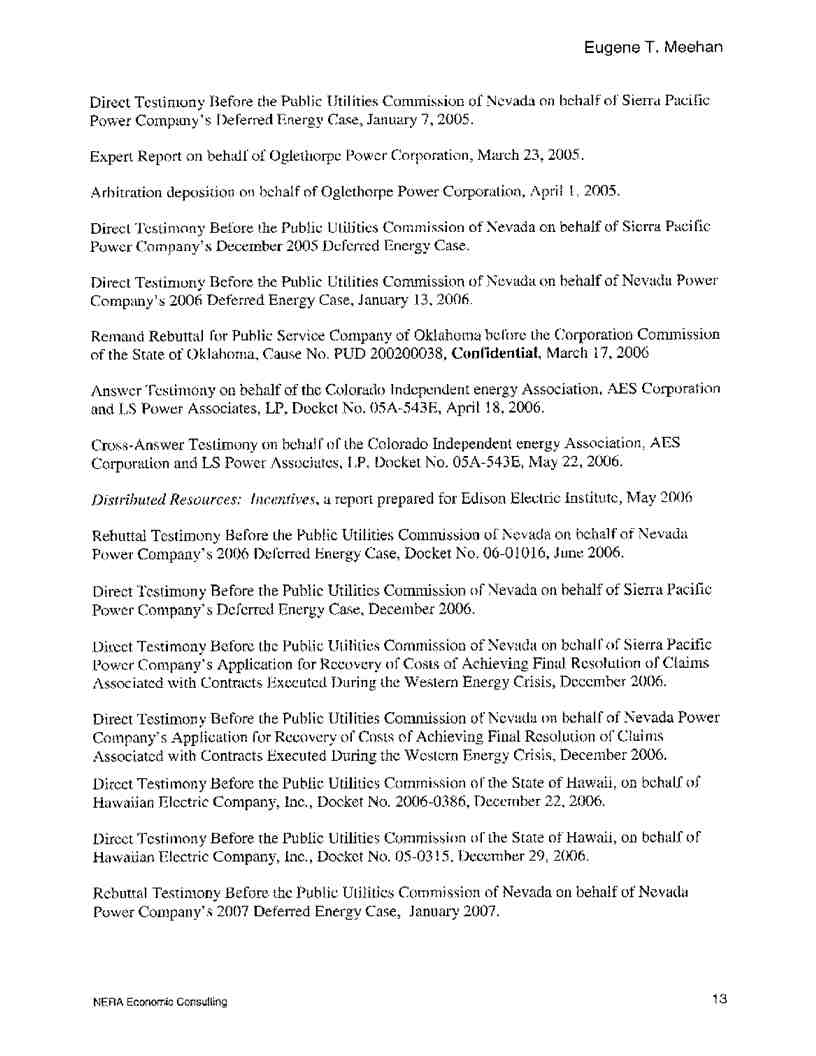 Eugene T. Meehan
Direct Testimony Before the Public Utilities Commission of Nevada on behalf of Sierra Pacific
Power Company's Deferred Energy Case, January 7, 2005.
Expert Report on behalf of Oglethorpe Power Corporation, March 23, 2005.
Arbitration deposition on behalf of Oglethorpe Power Corporation, April 1, 2005.
Direct Testimony Before the Public Utilities Commission of Nevada on behalf of Sierra Pacific
Power Company's December 2005 Deferred Energy Case.
Direct Testimony Before the Public Utilities Commission of Nevada on behalf of Nevada Power
Company's 2006 Deferred Energy Case, January 13, 2006.
Remand Rebuttal for Public Service Company of Oklahoma before the Corporation Commission
of the State of Oklahoma, Cause No. PUD 200200038, Confidential, March 17, 2006
Answer Testimony on behalf of the Colorado Independent energy Association, AES Corporation
and LS Power Associates, LP, Docket No. 05A-543E, April 18, 2006.
Cross-Answer Testimony on behalf of the Colorado Independent energy Association, AES
Corporation and LS Power Associates, LP, Docket No. 05A-543E, May 22, 2006.
Distributed Resources: Incentives, a report prepared for Edison Electric Institute, May 2006
Rebuttal Testimony Before the Public Utilities Commission of Nevada on behalf of Nevada
Power Company's 2006 Deferred Energy Case, Docket No. 06-01016, June 2006.
Direct Testimony Before the Public Utilities Commission of Nevada on behalf of Sierra Pacific
Power Company's Deferred Energy Case, December 2006.
Direct Testimony Before the Public Utilities Commission of Nevada on behalf of Sierra Pacific
Power Company's Application for Recovery of Costs of Achieving Final Resolution of Claims
Associated with Contracts Executed During the Western Energy Crisis, December 2006.
Direct Testimony Before the Public Utilities Commission of Nevada on behalf of Nevada Power
Company's Application for Recovery of Costs of Achieving Final Resolution of Claims
Associated with Contracts Executed During the Western Energy Crisis, December 2006.
Direct Testimony Before the Public Utilities Commission of the State of Hawaii, on behalf of
Hawaiian Electric Company, Inc., Docket No. 2006-0386, December 22, 2006.
Direct Testimony Before the Public Utilities Commission of the State of Hawaii, on behalf of
Hawaiian Electric Company, Inc., Docket No. 05-0315, December 29, 2006.
Rebuttal Testimony Before the Public Utilities Commission of Nevada on behalf of Nevada
Power Company's 2007 Deferred Energy Case, January 2007.
NERA Economic Consulting
13